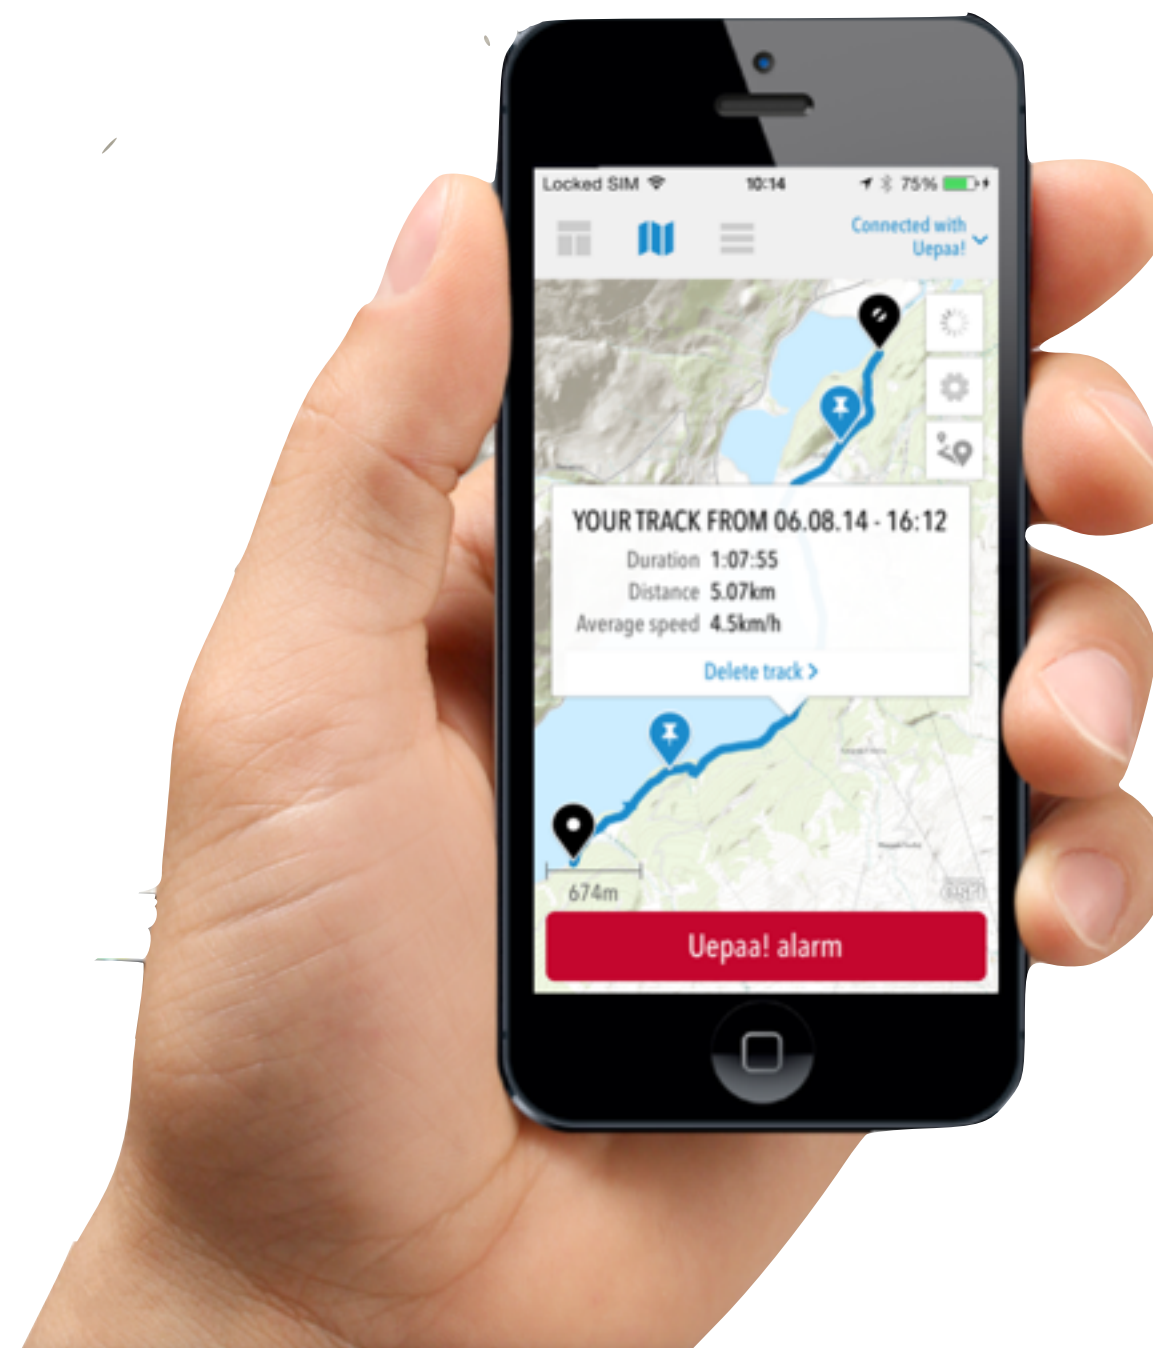 Locked SIM 10:14 75%
Connected with
Uepaa!
YOUR TRACK FROM 06.08.14 - 16:12
Duration 1:07:55
Distance 5.07km
Average speed 4.5km/h
Delete track >
674m
esri
Uepaa! alarm